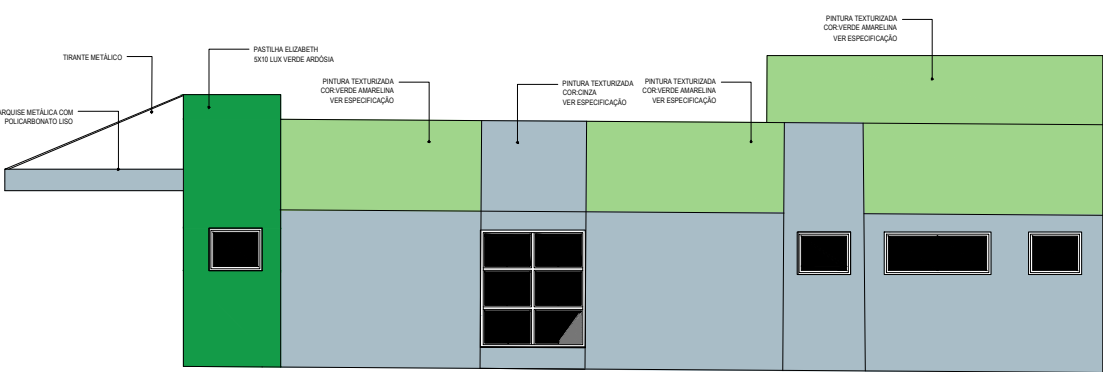 PINTURA TEXTURIZADA
COR:VERDE AMARELINA
VER ESPECIFICAÇÃO
TIRANTE METÁLICO
PASTILHA ELIZABETH
5X10 LUX VERDE ARDÓSIA
PINTURA TEXTURIZADA
COR:VERDE AMARELINA
VER ESPECIFICAÇÃO
PINTURA TEXTURIZADA
COR:CINZA
VER ESPECIFICAÇÃO
PINTURA TEXTURIZADA
COR:VERDE AMARELINA
VER ESPECIFICAÇÃO
ARQUISE METÁLICA COM
POLICARBONATO LISO